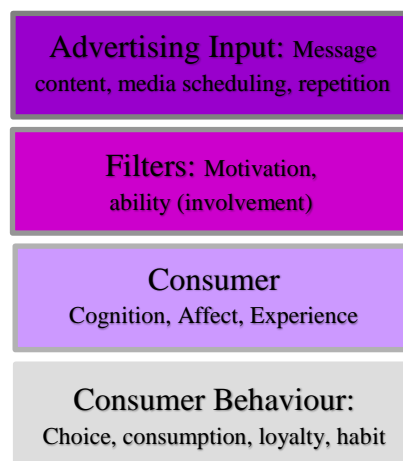 Advertising Input: Message
content, media scheduling, repetition
Filters: Motivation,
ability (involvement)
Consumer
Cognition, Affect, Experience
Consumer Behaviour:
Choice, consumption, loyalty, habit